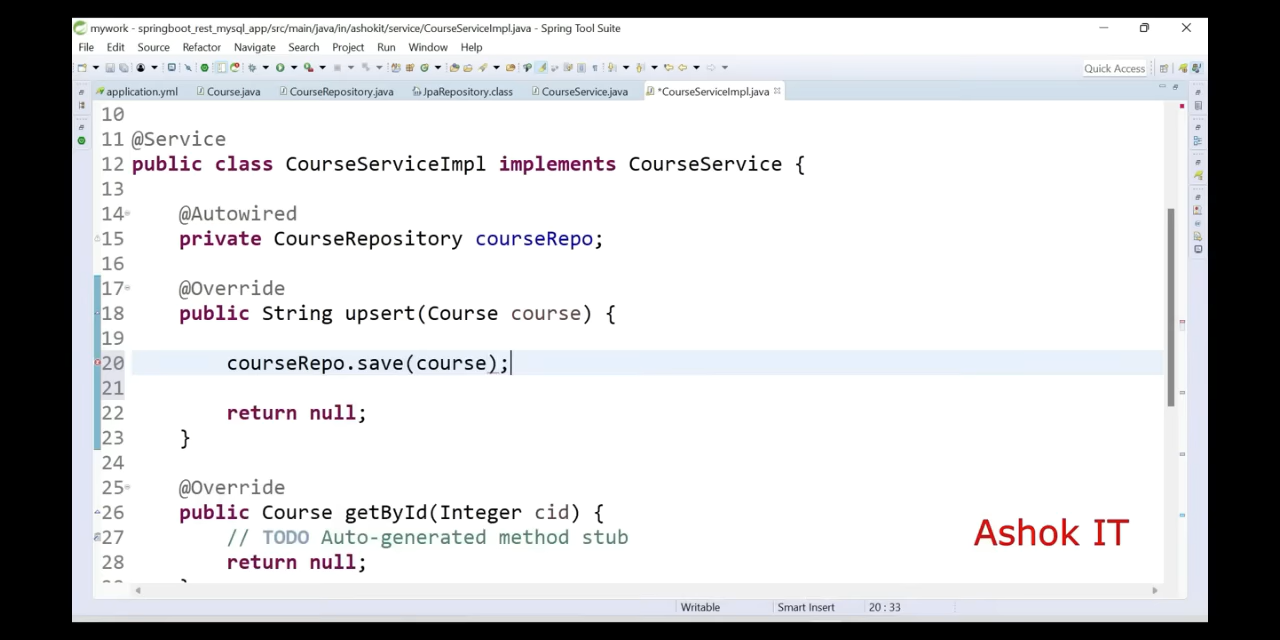 mywork - springboot_rest_mysql_app/src/main/java/in/ashokit/service/CourseServiceImpl.java - Spring Tool Suite
File Edit Source Refactor Navigate Search Project Run Window Help
Quick Access
application.yml Course.java CourseRepository.java JpaRepository.class CourseService.java *CourseServiceImpl.java
10
11 @Service
12 public class CourseServiceImpl implements CourseService {
13
14 @Autowired
15 private CourseRepository courseRepo;
16
17 @Override
18 public String upsert(Course course) {
19
20 courseRepo.save(course);
21
22 return null;
23 }
24
25 @Override
26 public Course getById(Integer cid) {
27 // TODO Auto-generated method stub
28 return null;
Ashok IT
Writable Smart Insert 20 : 33